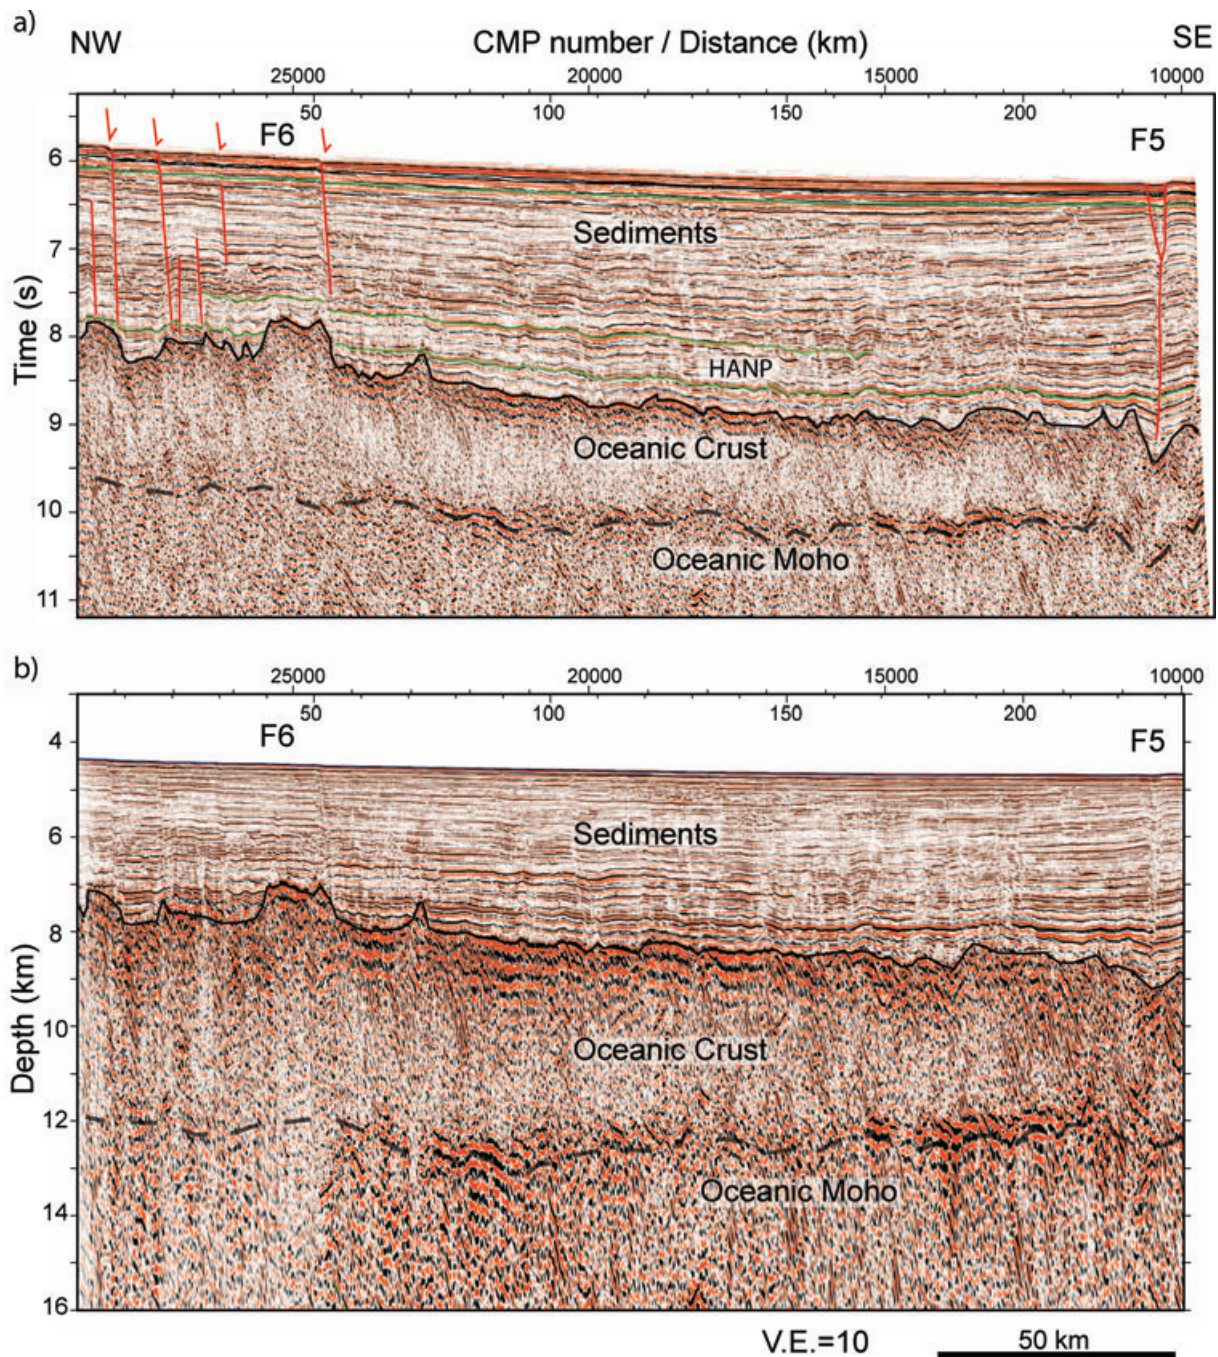 a)
NW CMP number / Distance (km) SE
25000 20000 15000 10000
50 100 150 200
F6 F5
6
Sediments
7
Time (s)
8
HANP
9
Oceanic Crust
10
Oceanic Moho
11
b)
25000 20000 15000 10000
50 100 150 200
F6 F5
4
Sediments
6
8
Depth (km)
10
Oceanic Crust
12
Oceanic Moho
14
16
V.E.=10 50 km